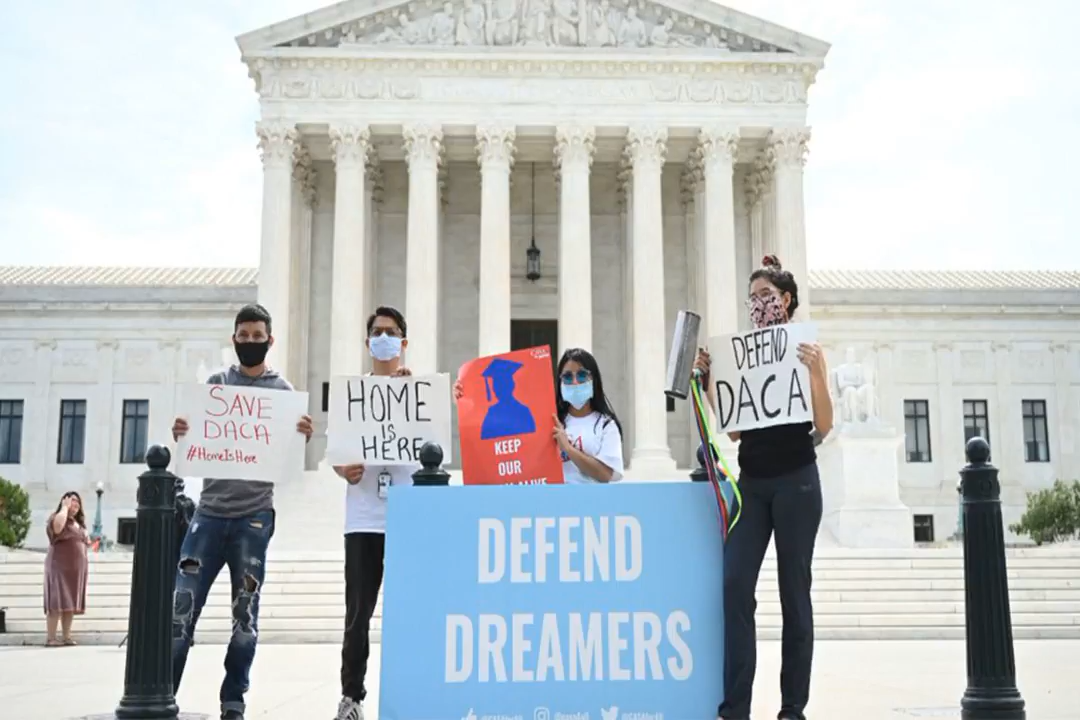 SAVE
DACA
#HomeIsHere
HOME
IS
HERE
KEEP
OUR
DEFEND
DACA
DEFEND
DREAMERS